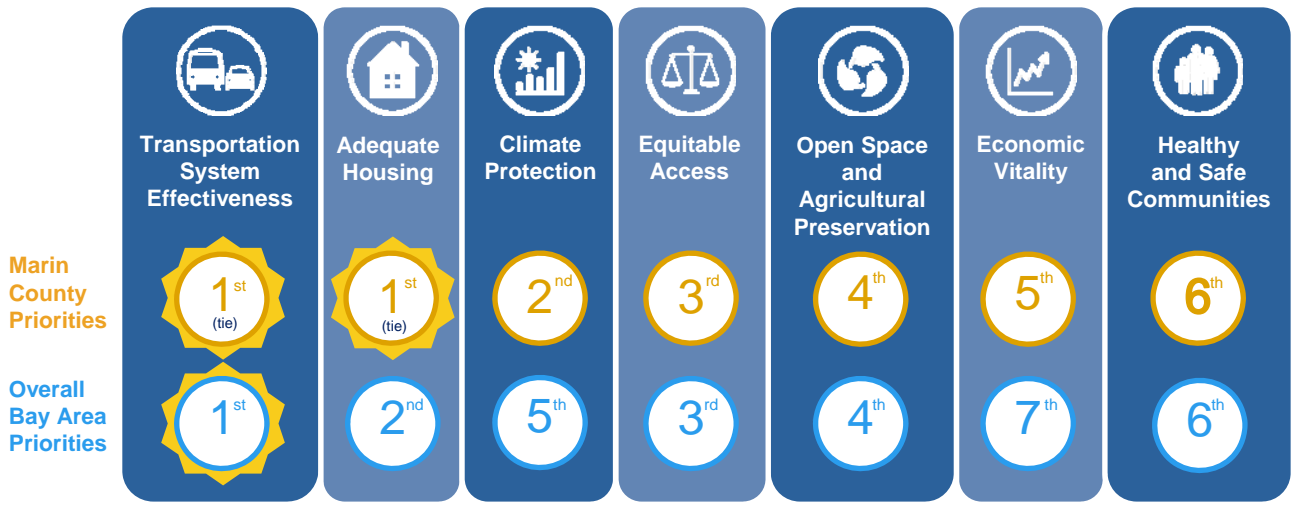 Transportation
System
Effectiveness
Adequate
Housing
Climate
Protection
Equitable
Access
Open Space
and
Agricultural
Preservation
Economic
Vitality
Healthy
and Safe
Communities
Marin
County
Priorities
1st
(tie)
1st
(tie)
2nd
3rd
4th
5th
6th
Overall
Bay Area
Priorities
1st
2nd
5th
3rd
4th
7th
6th